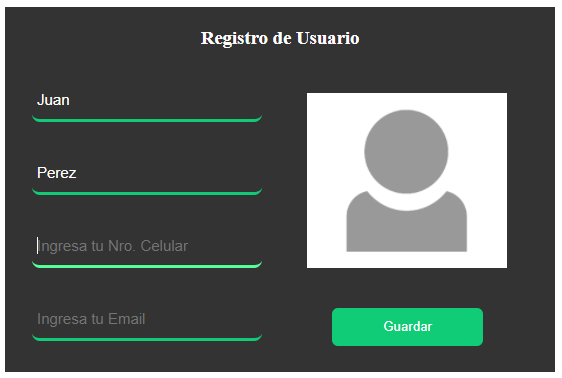 Registro de Usuario
Juan
Perez
Ingresa tu Nro. Celular
Ingresa tu Email
Guardar